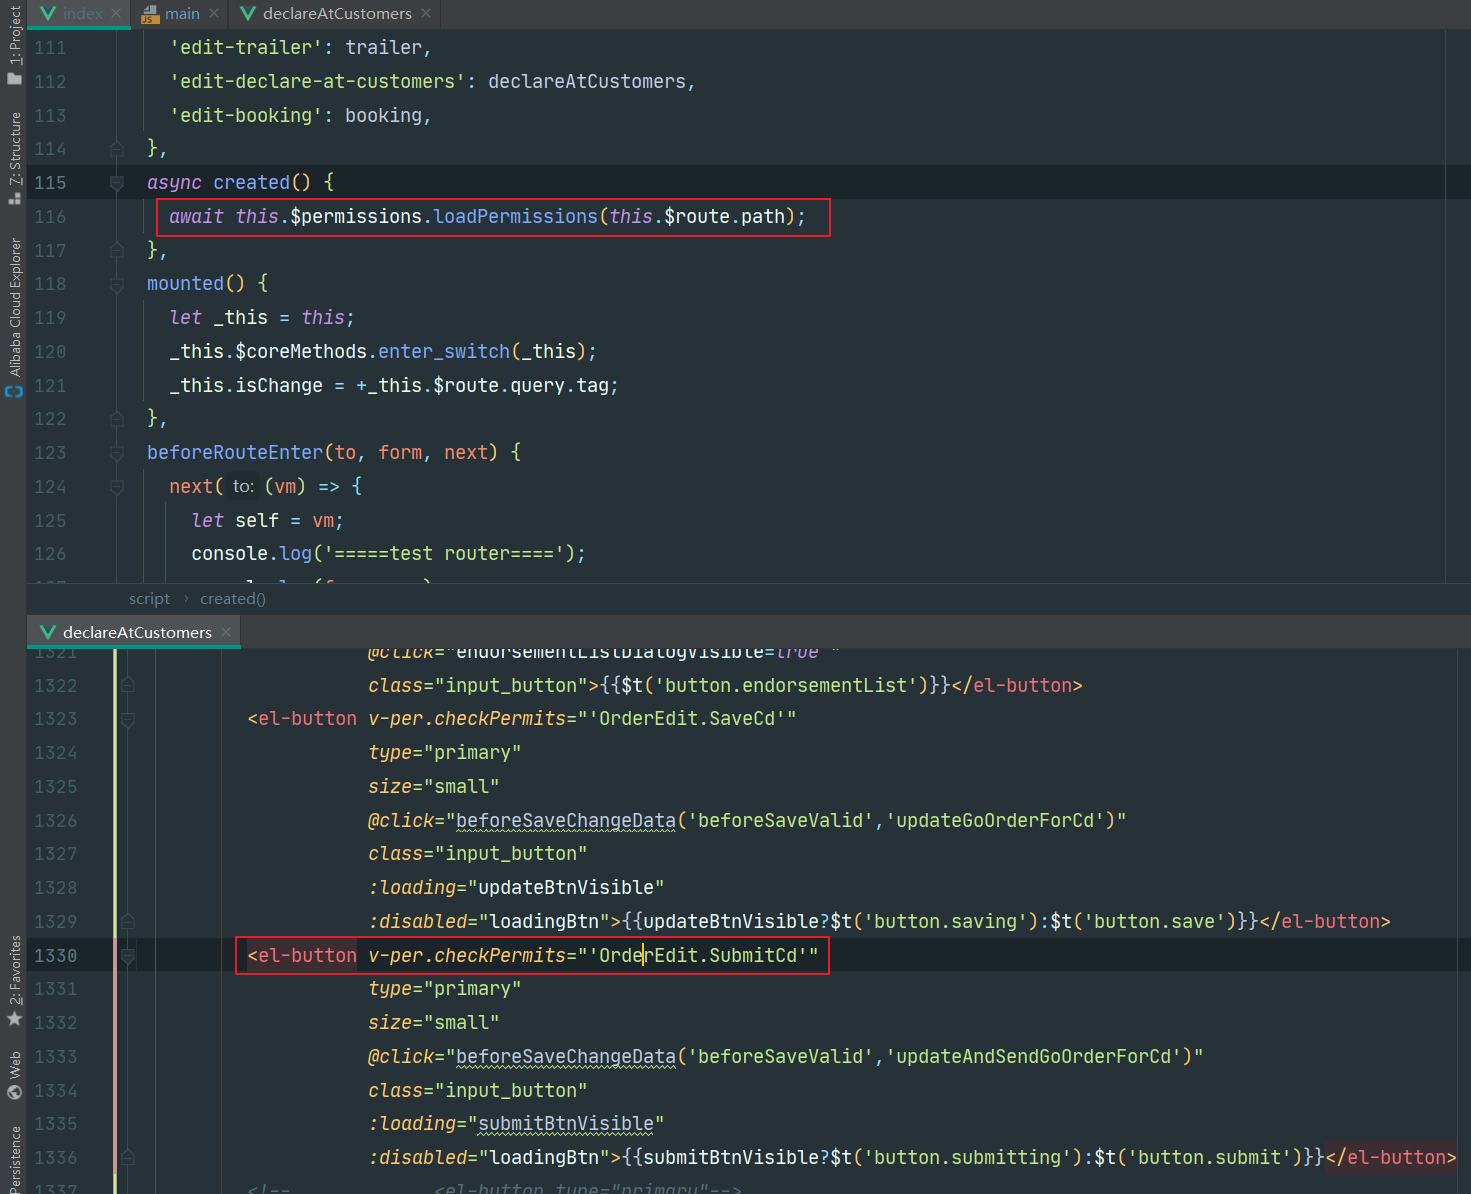 index
main
declareAtCustomers
1: Project
7: Structure
Alibaba Cloud Explorer
2: Favorites
Web
Persistence
111 'edit-trailer': trailer,
112 'edit-declare-at-customers': declareAtCustomers,
113 'edit-booking': booking,
114 },
115 async created() {
116 await this.$permissions.loadPermissions(this.$route.path);
117 },
118 mounted() {
119 let _this = this;
120 _this.$coreMethods.enter_switch(_this);
121 _this.isChange = +_this.$route.query.tag;
122 },
123 beforeRouteEnter(to, form, next) {
124 next( to: (vm) => {
125 let self = vm;
126 console.log('=====test router====');
script › created()
declareAtCustomers
1321 @click="endorsementListDialogVisible=true "
1322 class="input_button">{{$t('button.endorsementList')}}</el-button>
1323 <el-button v-per.checkPermits="'OrderEdit.SaveCd'"
1324 type="primary"
1325 size="small"
1326 @click="beforeSaveChangeData('beforeSaveValid','updateGoOrderForCd')"
1327 class="input_button"
1328 :loading="updateBtnVisible"
1329 :disabled="loadingBtn">{{updateBtnVisible?$t('button.saving'):$t('button.save')}}</el-button>
1330 <el-button v-per.checkPermits="'OrderEdit.SubmitCd'"
1331 type="primary"
1332 size="small"
1333 @click="beforeSaveChangeData('beforeSaveValid','updateAndSendGoOrderForCd')"
1334 class="input_button"
1335 :loading="submitBtnVisible"
1336 :disabled="loadingBtn">{{submitBtnVisible?$t('button.submitting'):$t('button.submit')}}</el-button>
1337 <!-- <el-button type="primary"-->